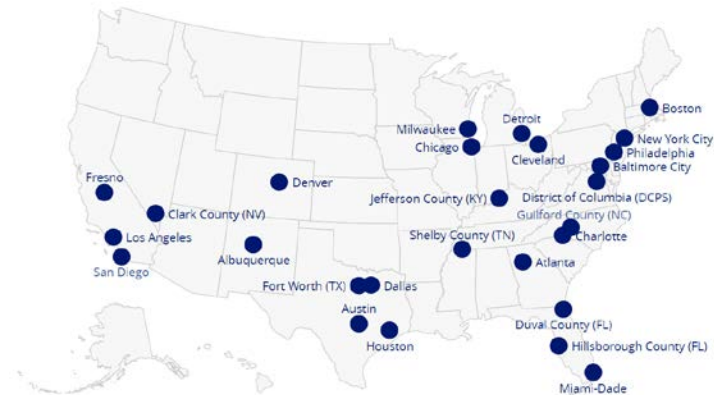 Boston
Detroit
Milwaukee
New York City
Chicago
Philadelphia
Cleveland
Baltimore City
Fresno
Denver
District of Columbia (DCPS)
Jefferson County (KY)
Clark County (NV)
Guilford County (NC)
Los Angeles
Shelby County (TN)
Charlotte
Albuquerque
Atlanta
San Diego
Fort Worth (TX)
Dallas
Austin
Duval County (FL)
Houston
Hillsborough County (FL)
Miami-Dade